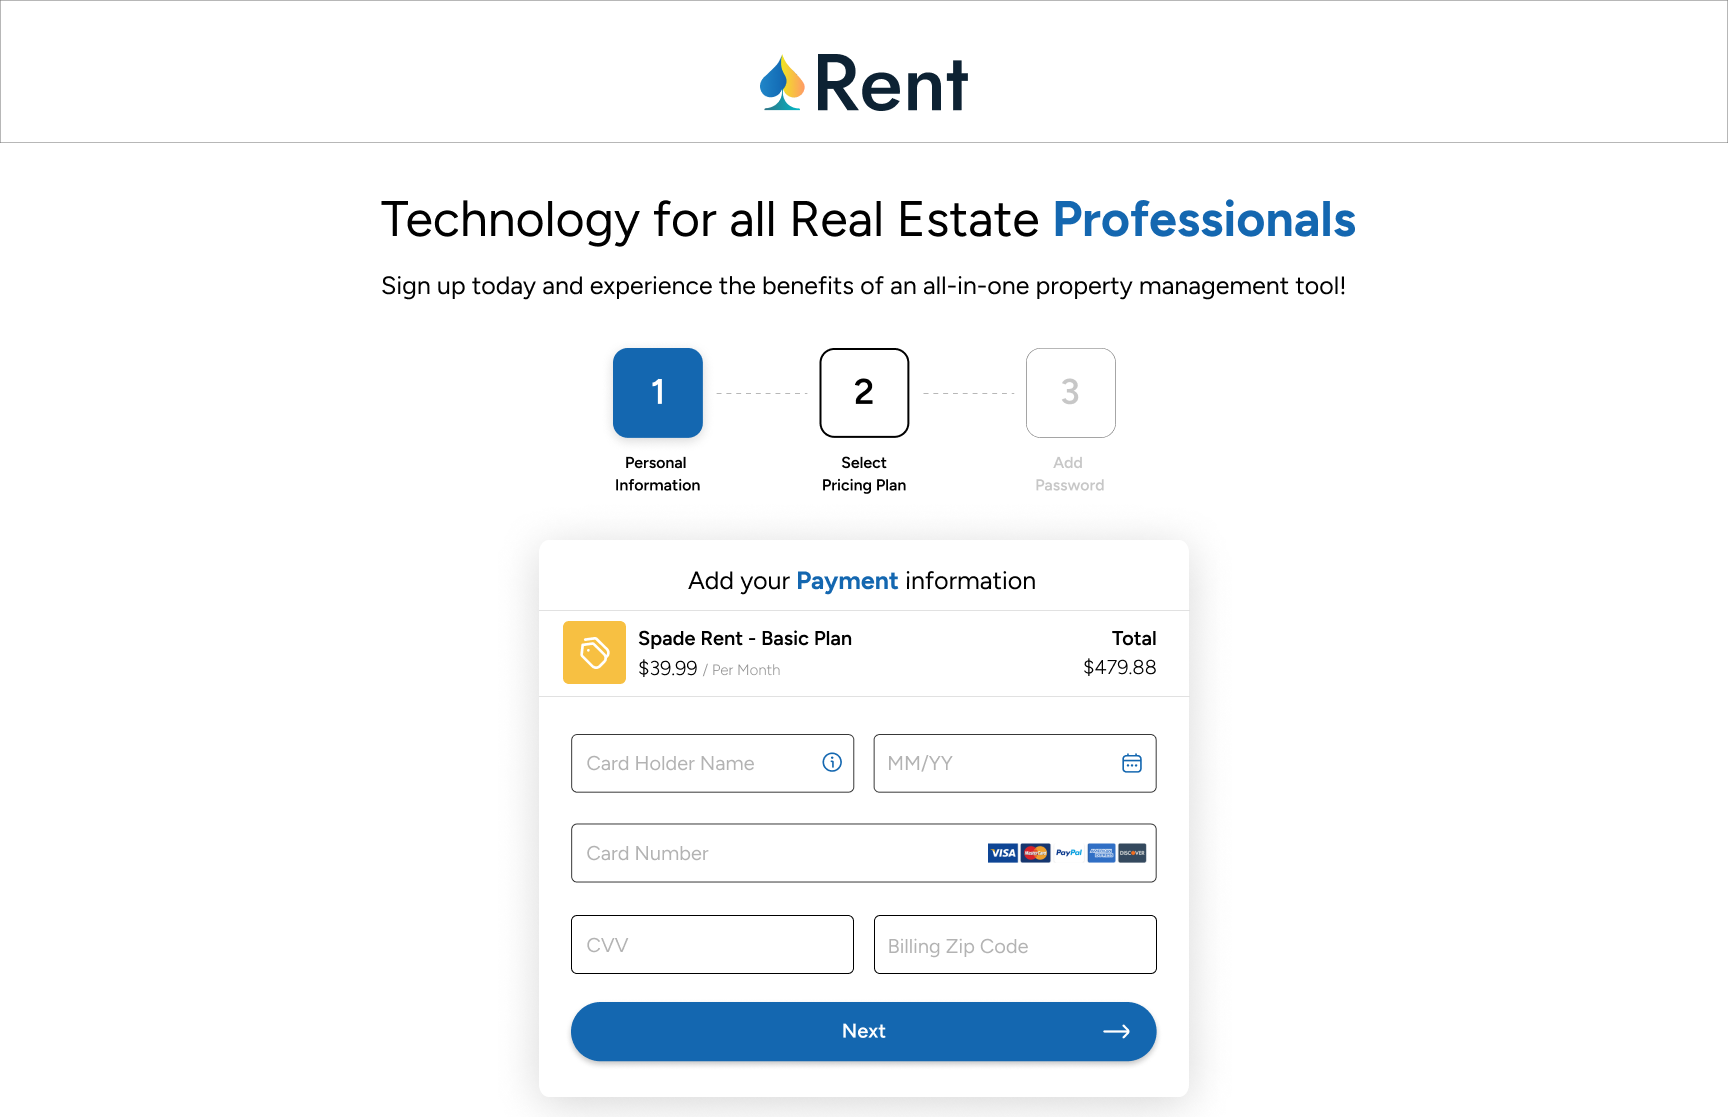 Rent
Technology for all Real Estate Professionals
Sign up today and experience the benefits of an all-in-one property management tool!
1
2
3
Personal Information
Select Pricing Plan
Add Password
Add your Payment information
Spade Rent - Basic Plan
$39.99 / Per Month
Total
$479.88
Card Holder Name
MM/YY
Card Number
VISA
MasterCard
PayPal
AMERICAN EXPRESS
DISCOVER
CVV
Billing Zip Code
Next